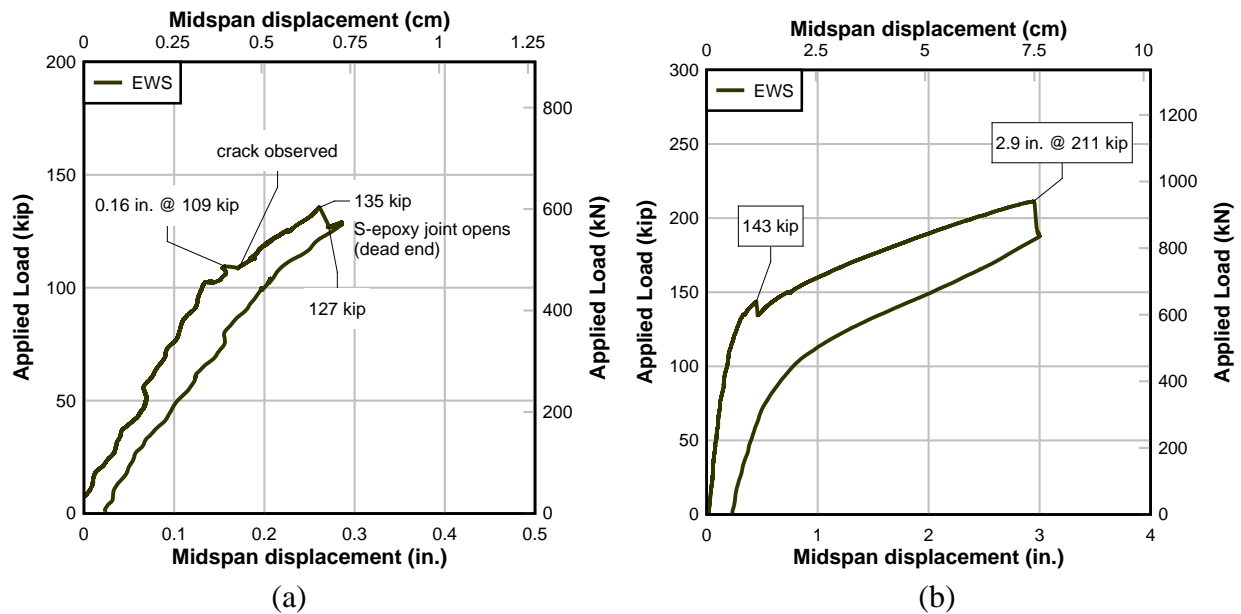 Midspan displacement (cm)
0 0.25 0.5 0.75 1 1.25
200
EWS
800
crack observed
150
0.16 in. @ 109 kip
135 kip
600
S-epoxy joint opens
(dead end)
100
127 kip
400
50
200
0
0
Applied Load (kip)
Applied Load (kN)
0 0.1 0.2 0.3 0.4 0.5
Midspan displacement (in.)
(a)
Midspan displacement (cm)
0 2.5 5 7.5 10
300
EWS
1200
250
2.9 in. @ 211 kip
1000
200
143 kip
800
150
600
100
400
50
200
0
0
Applied Load (kip)
Applied Load (kN)
0 1 2 3 4
Midspan displacement (in.)
(b)